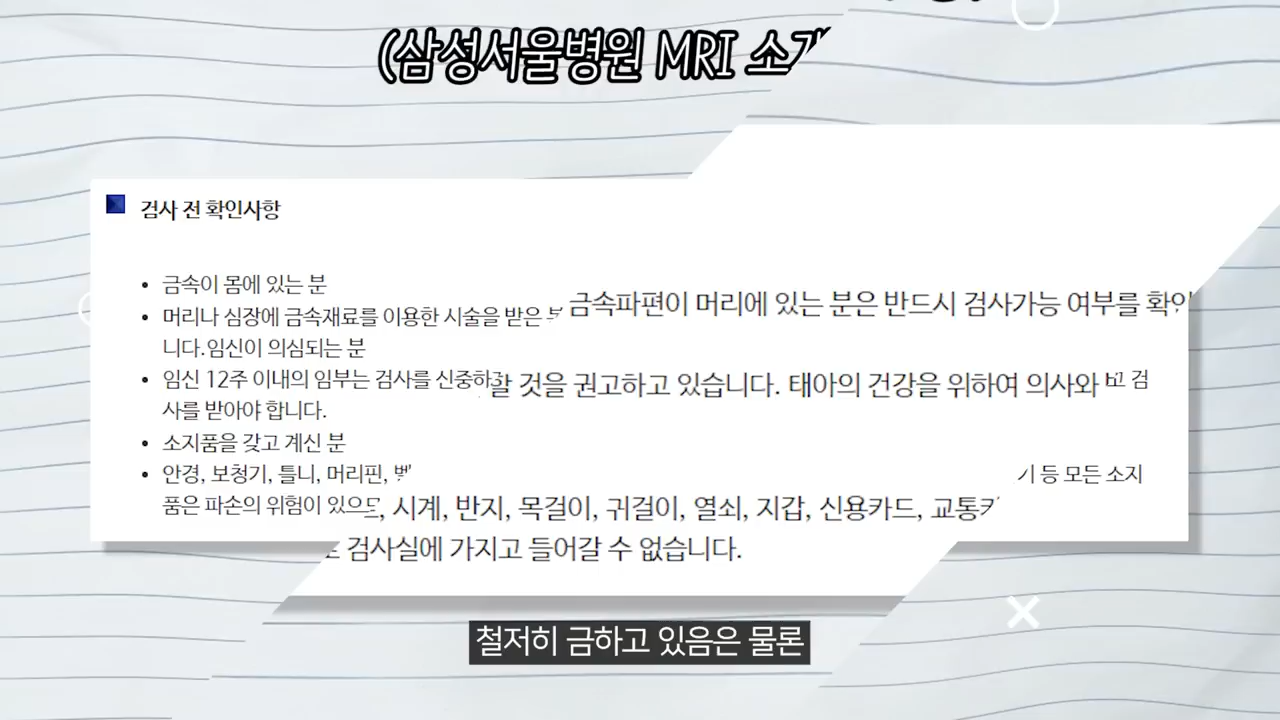 (삼성서울병원 MRI
검사 전 확인사항
금속이 몸에 있는 분
머리나 심장에 금속재료를 이용한 시술을 받은
금속파편이 머리에 있는 분은 반드시 검사가능 여부를
니다.임신이 의심되는 분
임신 12주 이내의 임부는 검사를
할 것을 권고하고 있습니다. 태아의 건강을 위하여 의사와
검
사를 받아야 합니다.
소지품을 갖고 계신 분
안경, 보청기, 틀니, 머리핀,
등 모든 소지
품은 파손의 위험이
시계, 반지, 목걸이, 귀걸이, 열쇠, 지갑, 신용카드,
검사실에 가지고 들어갈 수 없습니다.
철저히 금하고 있음은 물론